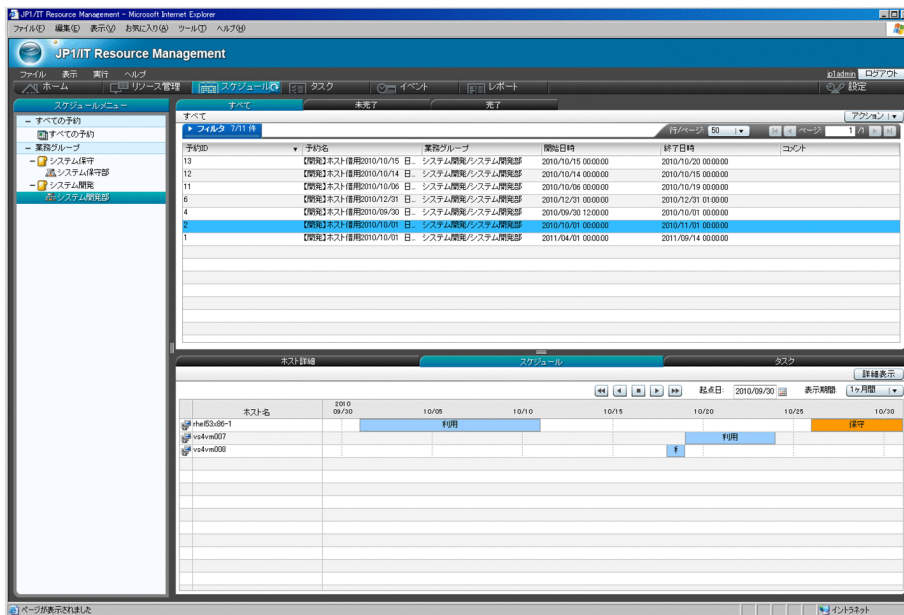 JP1/IT Resource Management - Microsoft Internet Explorer
ファイル(F) 編集(E) 表示(V) お気に入り(A) ツール(T) ヘルプ(H)
JP1/IT Resource Management
ファイル 表示 実行 ヘルプ
jp1admin ログアウト
ホーム リソース管理 スケジュール タスク イベント レポート 設定
スケジュールメニュー
すべて 未完了 完了
− すべての予約
すべての予約
− 業務グループ
− システム保守
システム保守部
− システム開発
システム開発部
すべて アクション
フィルタ 7/11 件 行/ページ: 50 ページ: 1 /1
予約ID 予約名 業務グループ 開始日時 終了日時 コメント
13 【開発】ホスト借用2010/10/15 日... システム開発/システム開発部 2010/10/15 00:00:00 2010/10/20 00:00:00
12 【開発】ホスト借用2010/10/14 日... システム開発/システム開発部 2010/10/14 00:00:00 2010/10/15 00:00:00
11 【開発】ホスト借用2010/10/06 日... システム開発/システム開発部 2010/10/06 00:00:00 2010/10/19 00:00:00
6 【開発】ホスト借用2010/12/31 日... システム開発/システム開発部 2010/12/31 00:00:00 2010/12/31 01:00:00
4 【開発】ホスト借用2010/09/30 日... システム開発/システム開発部 2010/09/30 12:00:00 2010/10/01 00:00:00
2 【開発】ホスト借用2010/10/01 日... システム開発/システム開発部 2010/10/01 00:00:00 2010/11/01 00:00:00
1 【開発】ホスト借用2010/10/01 日... システム開発/システム開発部 2011/04/01 00:00:00 2011/09/14 00:00:00
ホスト詳細 スケジュール タスク
詳細表示
起点日: 2010/09/30 表示期間: 1ヶ月間
ホスト名 2010
09/30 10/05 10/10 10/15 10/20 10/25 10/30
rhel53x86-1 利用 保守
vs4vm007 利用
vs4vm008
ページが表示されました イントラネット